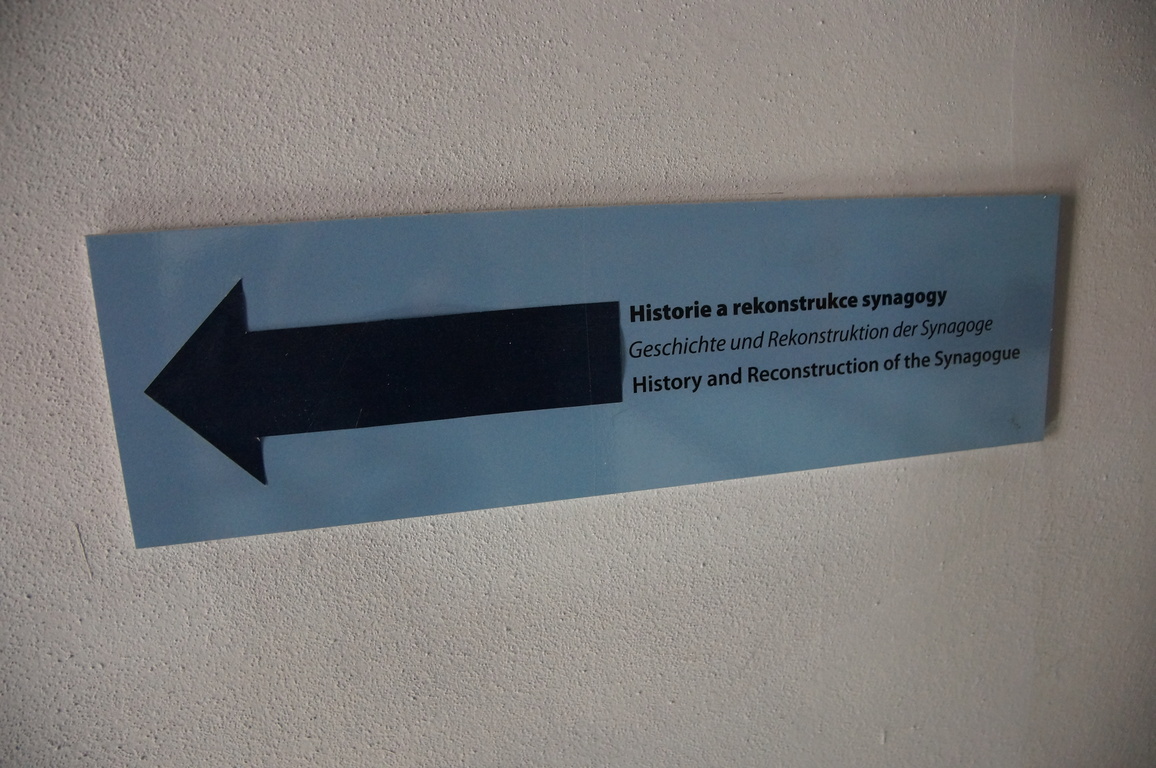 Historie a rekonstrukce synagogy
Geschichte und Rekonstruktion der Synagoge
History and Reconstruction of the Synagogue